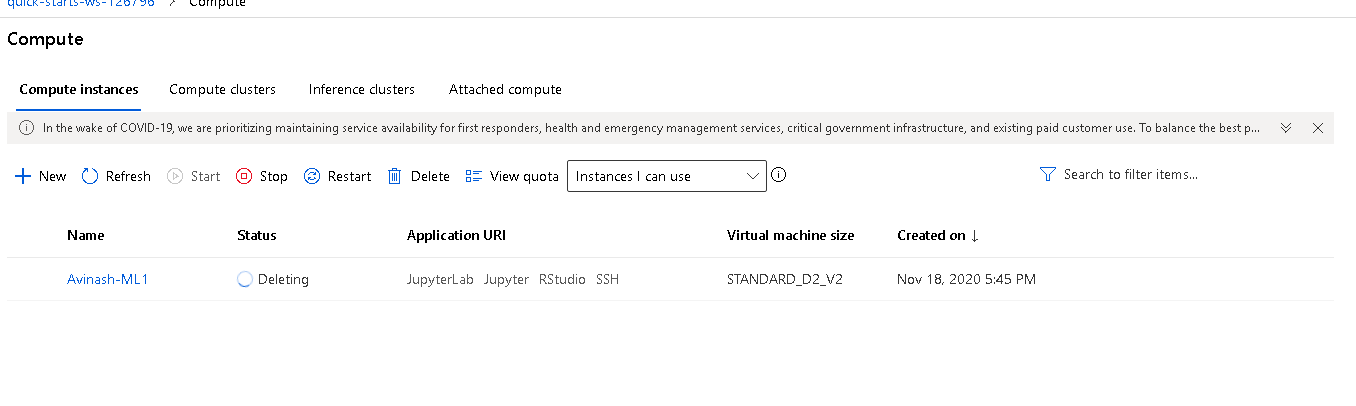 quick-starts-ws-126796 > Compute
Compute
Compute instances Compute clusters Inference clusters Attached compute
In the wake of COVID-19, we are prioritizing maintaining service availability for first responders, health and emergency management services, critical government infrastructure, and existing paid customer use. To balance the best p...
New Refresh Start Stop Restart Delete View quota Instances I can use Search to filter items...
Name Status Application URI Virtual machine size Created on ↓
Avinash-ML1 Deleting JupyterLab Jupyter RStudio SSH STANDARD_D2_V2 Nov 18, 2020 5:45 PM